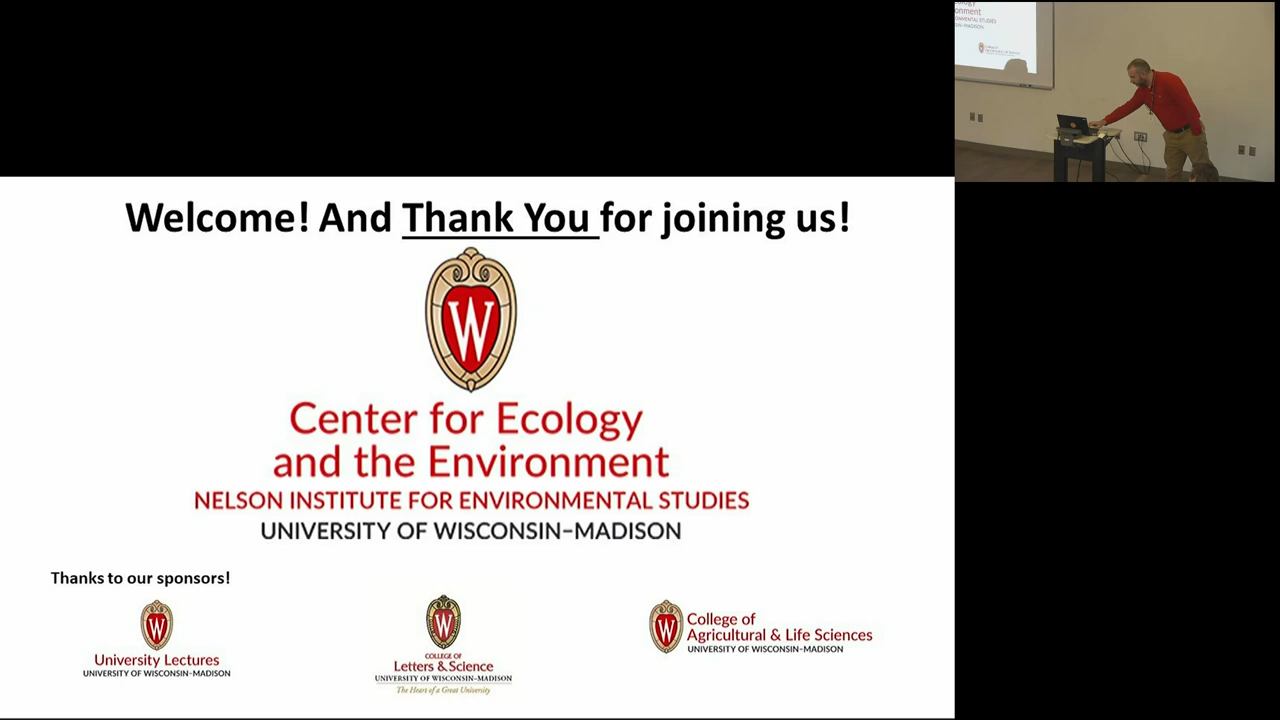 Welcome! And Thank You for joining us!
W
Center for Ecology
and the Environment
NELSON INSTITUTE FOR ENVIRONMENTAL STUDIES
UNIVERSITY OF WISCONSIN–MADISON
Thanks to our sponsors!
W
University Lectures
UNIVERSITY OF WISCONSIN–MADISON
W
COLLEGE OF
Letters & Science
UNIVERSITY OF WISCONSIN–MADISON
The Heart of a Great University
W
College of
Agricultural & Life Sciences
UNIVERSITY OF WISCONSIN–MADISON